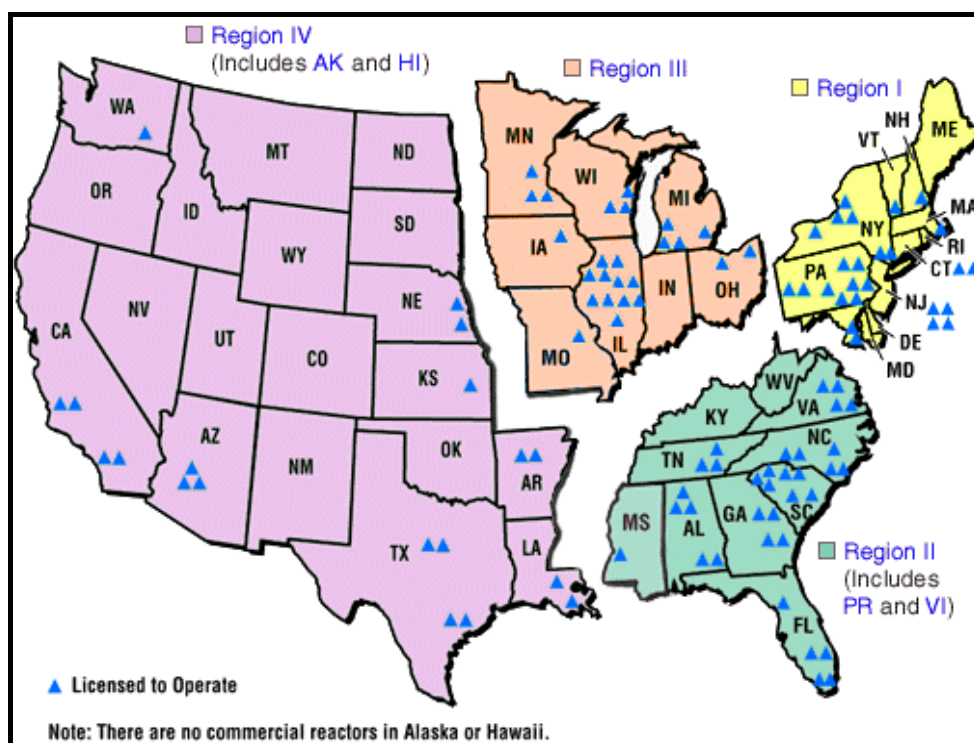 Region IV
(Includes AK and HI)
Region III
Region I
WA
MT
ND
MN
WI
MI
VT
NH
ME
OR
ID
SD
IA
NY
MA
RI
CT
WY
NE
PA
NJ
DE
MD
CA
NV
UT
CO
KS
MO
IL
IN
OH
AZ
NM
OK
AR
KY
WV
VA
TN
NC
SC
TX
LA
MS
AL
GA
FL
Region II
(Includes
PR and VI)
Licensed to Operate
Note: There are no commercial reactors in Alaska or Hawaii.